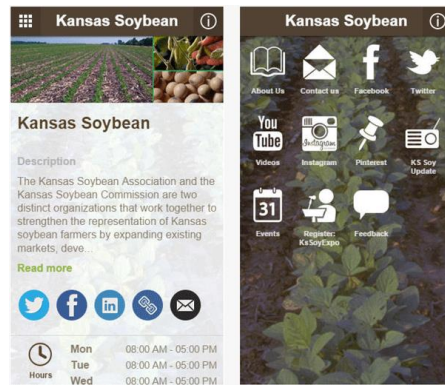 Kansas Soybean
Kansas Soybean
Description
The Kansas Soybean Association and the
Kansas Soybean Commission are two
distinct organizations that work together to
strengthen the representation of Kansas
soybean farmers by expanding existing
markets, deve...
Read more
Hours
Mon 08:00 AM - 05:00 PM
Tue 08:00 AM - 05:00 PM
Wed 08:00 AM - 05:00 PM
Kansas Soybean
About Us
Contact us
Facebook
Twitter
You
Tube
Instagram
Videos
Instagram
Pinterest
KS Soy
Update
31
Events
Register:
KsSoyExpo
Feedback